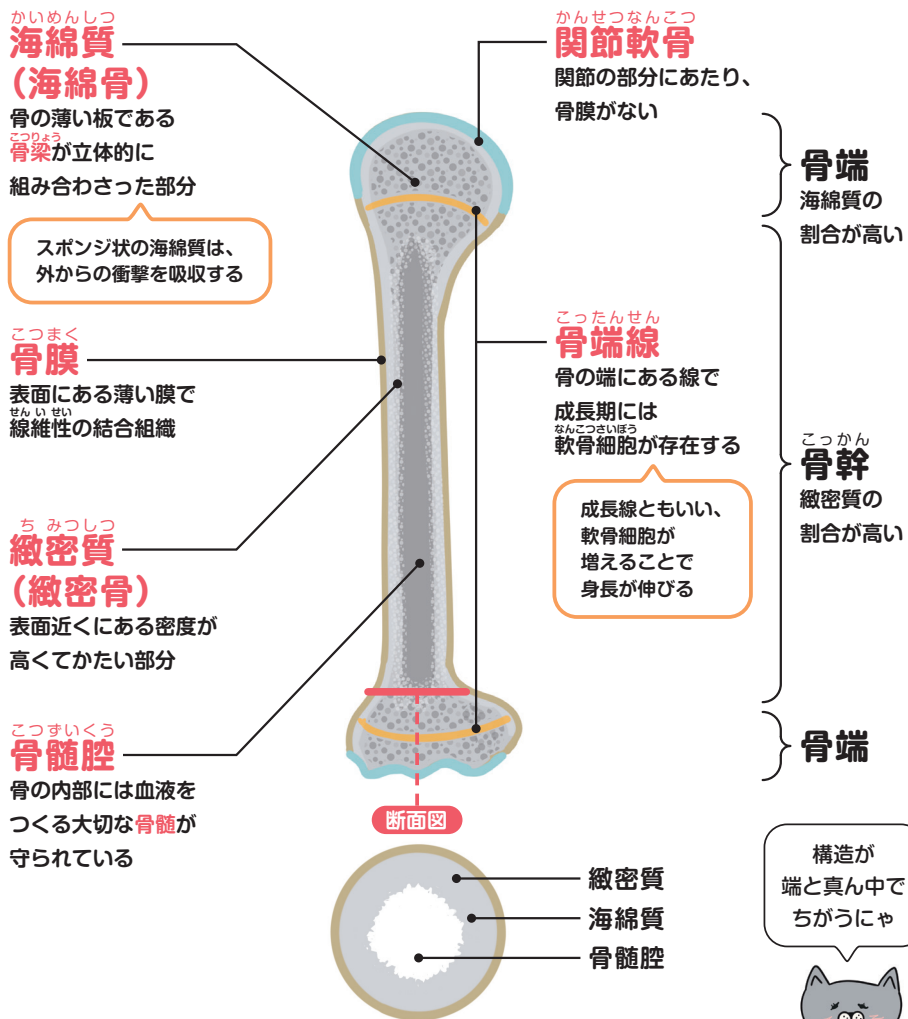 かいめんしつ
海綿質
(海綿骨)
骨の薄い板である
こつりょう
骨梁が立体的に
組み合わさった部分
スポンジ状の海綿質は、
外からの衝撃を吸収する
こつまく
骨膜
表面にある薄い膜で
せんいせい
線維性の結合組織
ちみつしつ
緻密質
(緻密骨)
表面近くにある密度が
高くてかたい部分
こつずいくう
骨髄腔
骨の内部には血液を
つくる大切な骨髄が
守られている
かんせつなんこつ
関節軟骨
関節の部分にあたり、
骨膜がない
こったんせん
骨端線
骨の端にある線で
成長期には
なんこつさいぼう
軟骨細胞が存在する
成長線ともいい、
軟骨細胞が
増えることで
身長が伸びる
骨端
海綿質の
割合が高い
こっかん
骨幹
緻密質の
割合が高い
骨端
断面図
緻密質
海綿質
骨髄腔
構造が
端と真ん中で
ちがうにゃ